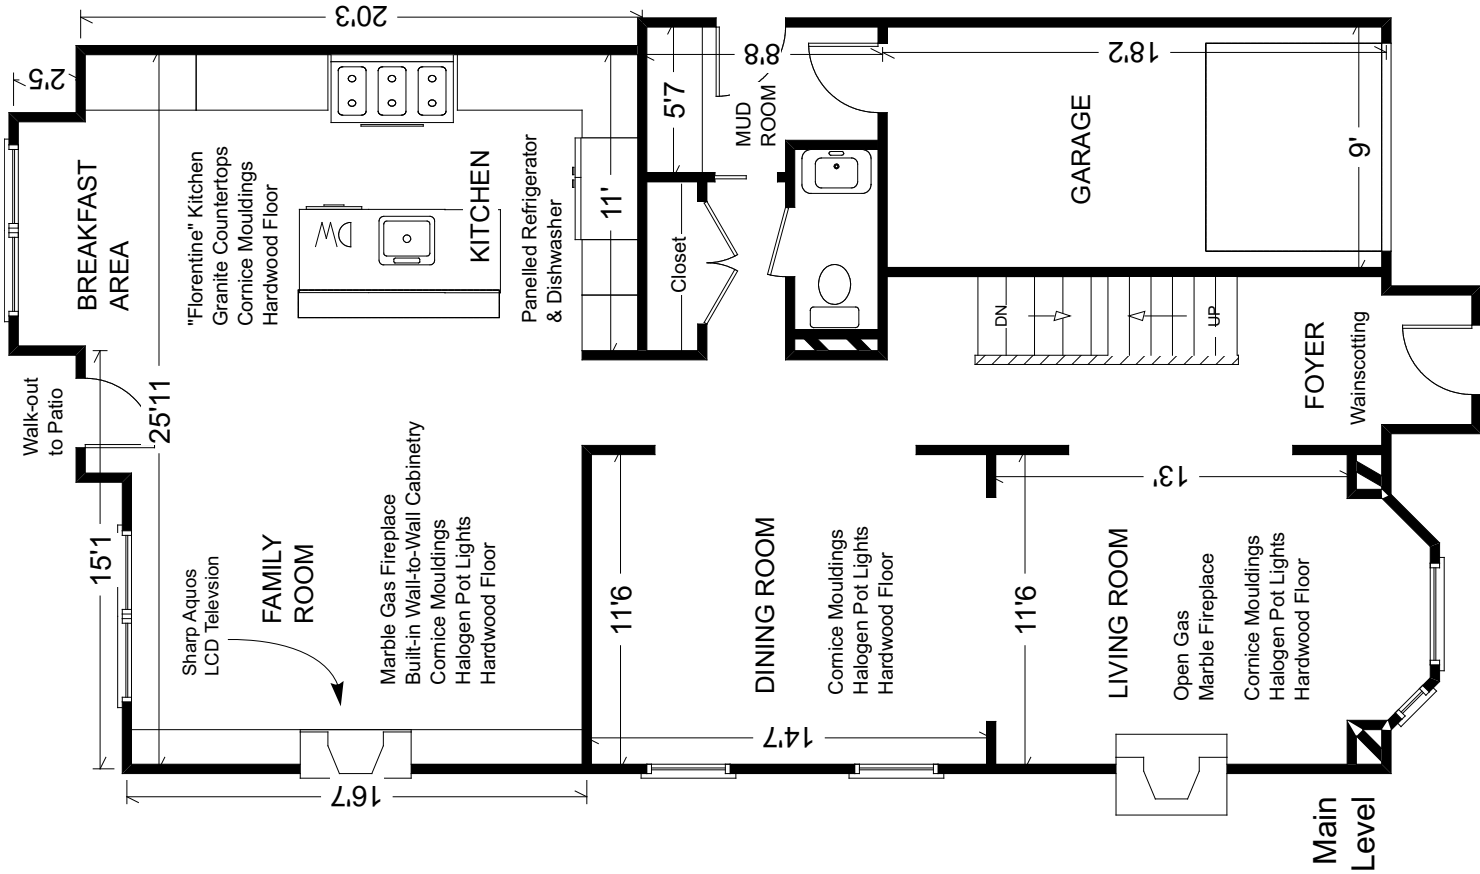 20'3
2'5
BREAKFAST
AREA
"Florentine" Kitchen
Granite Countertops
Cornice Mouldings
Hardwood Floor
DW
KITCHEN
Panelled Refrigerator
& Dishwasher
11'
5'7
8'8
MUD
ROOM
Closet
18'2
GARAGE
9'
DN
UP
FOYER
Wainscotting
Walk-out
to Patio
25'11
15'1
Sharp Aquos
LCD Televsion
FAMILY
ROOM
Marble Gas Fireplace
Built-in Wall-to-Wall Cabinetry
Cornice Mouldings
Halogen Pot Lights
Hardwood Floor
16'7
11'6
DINING ROOM
Cornice Mouldings
Halogen Pot Lights
Hardwood Floor
14'7
13'
11'6
LIVING ROOM
Open Gas
Marble Fireplace
Cornice Mouldings
Halogen Pot Lights
Hardwood Floor
Main
Level